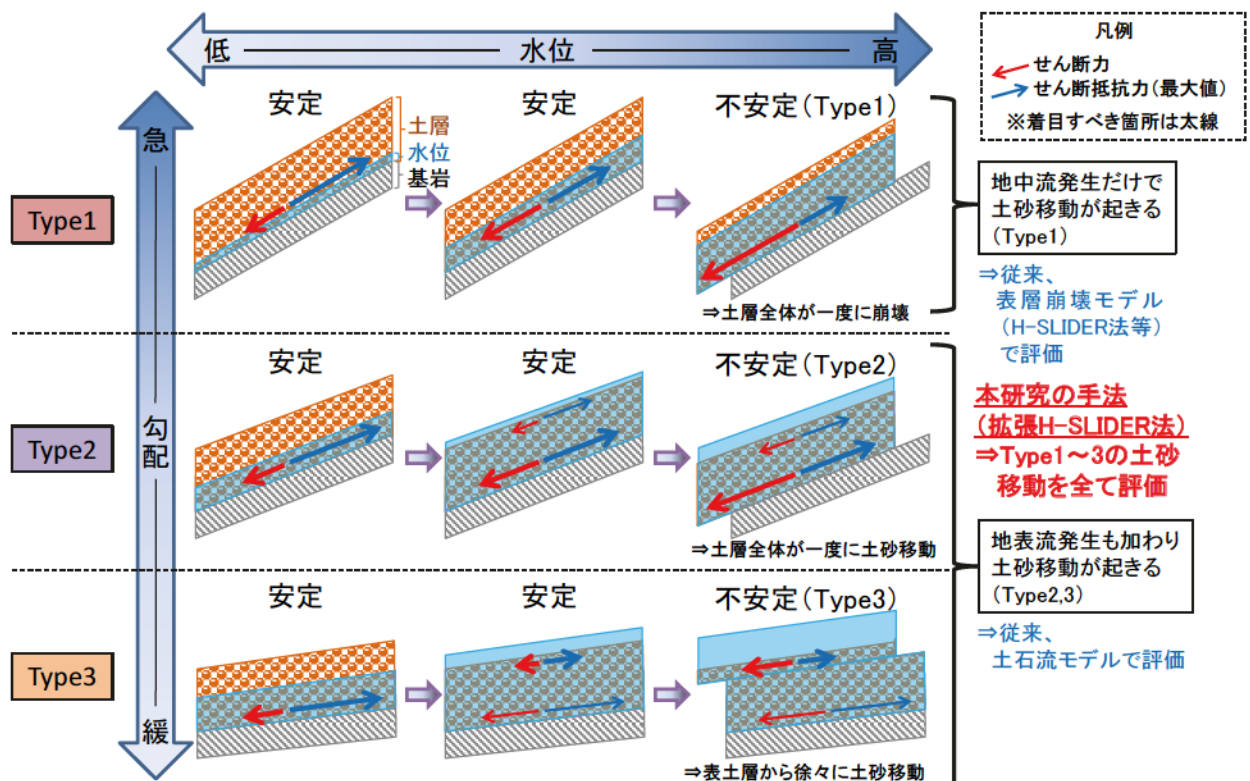 低
水位
高
凡例
せん断力
せん断抵抗力(最大値)
※着目すべき箇所は太線
急
勾配
緩
Type1
安定
土層
水位
基岩
安定
不安定(Type1)
⇒土層全体が一度に崩壊
地中流発生だけで
土砂移動が起きる
(Type1)
⇒従来、
表層崩壊モデル
(H-SLIDER法等)
で評価
Type2
安定
安定
不安定(Type2)
⇒土層全体が一度に土砂移動
本研究の手法
(拡張H-SLIDER法)
⇒Type1~3の土砂
移動を全て評価
Type3
安定
安定
不安定(Type3)
⇒表土層から徐々に土砂移動
地表流発生も加わり
土砂移動が起きる
(Type2,3)
⇒従来、
土石流モデルで評価